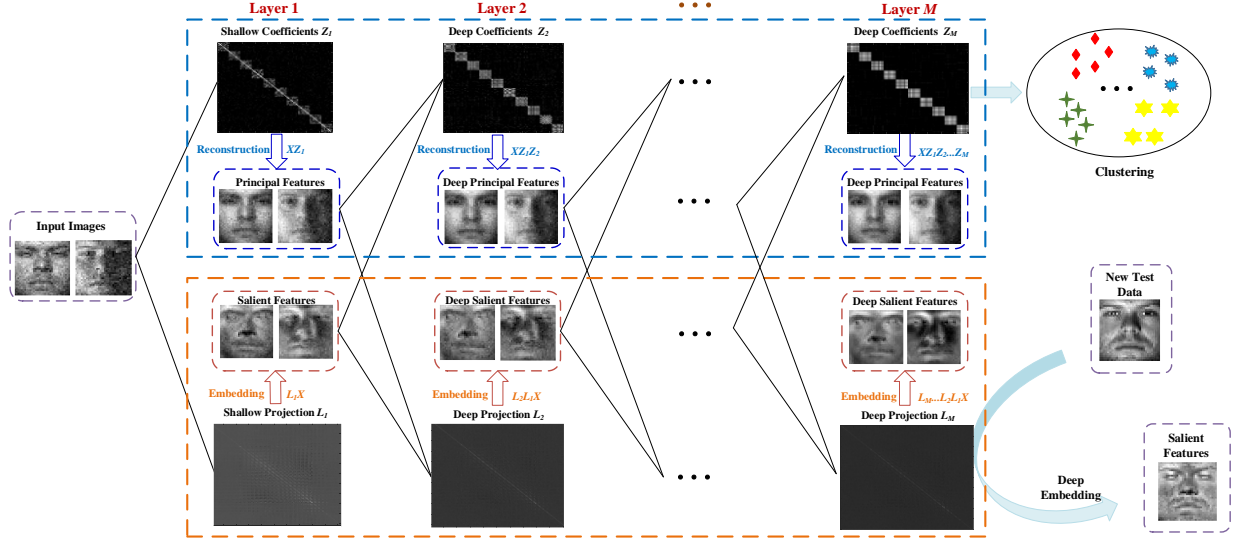 Layer 1
Layer 2
Layer M
Shallow Coefficients Z1
Deep Coefficients Z2
Deep Coefficients ZM
Reconstruction XZ1
Reconstruction XZ1Z2
Reconstruction XZ1Z2...ZM
Clustering
Principal Features
Deep Principal Features
Deep Principal Features
Input Images
New Test
Data
Salient Features
Deep Salient Features
Deep Salient Features
Embedding L1X
Embedding L2L1X
Embedding LM...L2L1X
Shallow Projection L1
Deep Projection L2
Deep Projection LM
Salient
Features
Deep
Embedding